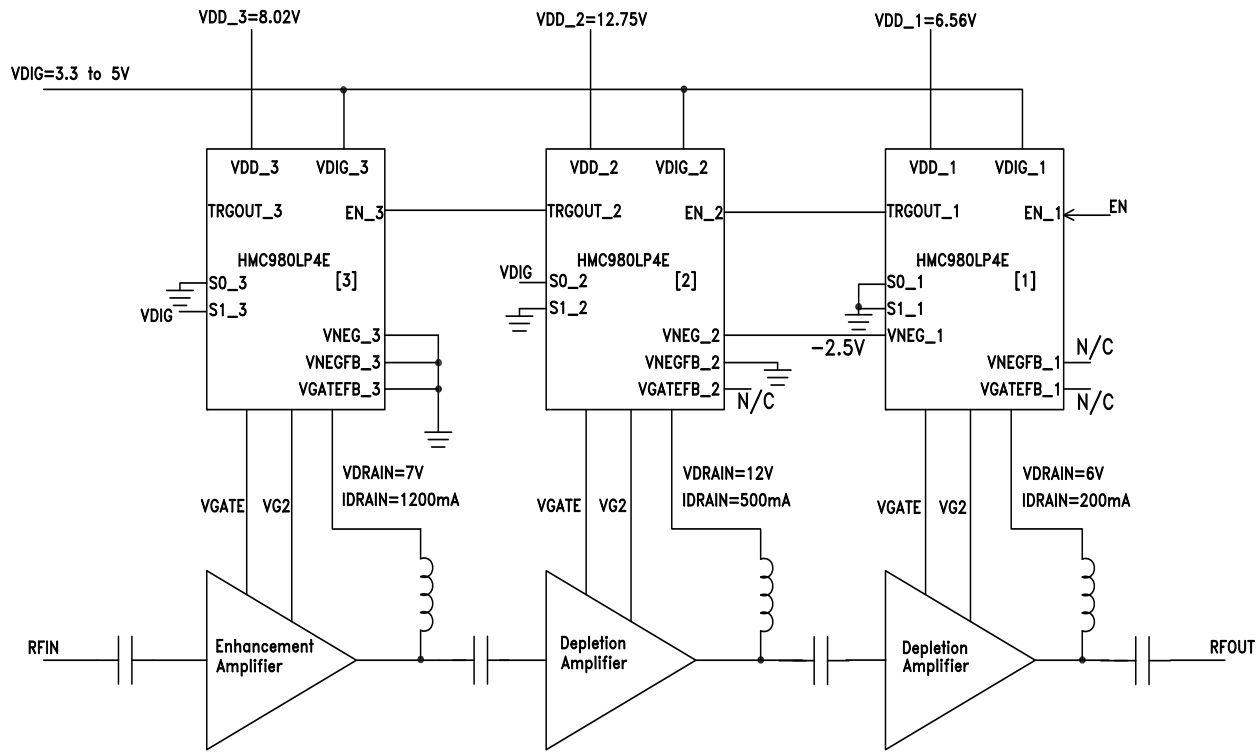 VDD_3=8.02V
VDD_2=12.75V
VDD_1=6.56V
VDIG=3.3 to 5V
VDD_3
VDIG_3
VDD_2
VDIG_2
VDD_1
VDIG_1
TRGOUT_3
EN_3
TRGOUT_2
EN_2
TRGOUT_1
EN_1
EN
HMC980LP4E
[3]
HMC980LP4E
[2]
HMC980LP4E
[1]
S0_3
VDIG
S1_3
VDIG
S0_2
S1_2
S0_1
S1_1
VNEG_3
VNEGFB_3
VGATEFB_3
VNEG_2
-2.5V
VNEG_1
VNEGFB_2
VGATEFB_2
N/C
VNEGFB_1
N/C
VGATEFB_1
N/C
VDRAIN=7V
IDRAIN=1200mA
VDRAIN=12V
IDRAIN=500mA
VDRAIN=6V
IDRAIN=200mA
VGATE
VG2
VGATE
VG2
VGATE
VG2
RFIN
Enhancement
Amplifier
Depletion
Amplifier
Depletion
Amplifier
RFOUT